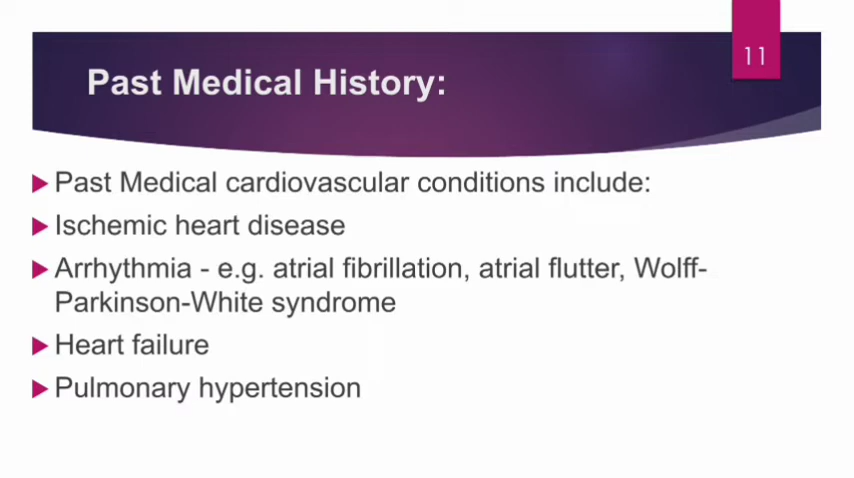 11
Past Medical History:
Past Medical cardiovascular conditions include:
Ischemic heart disease
Arrhythmia - e.g. atrial fibrillation, atrial flutter, Wolff-
Parkinson-White syndrome
Heart failure
Pulmonary hypertension